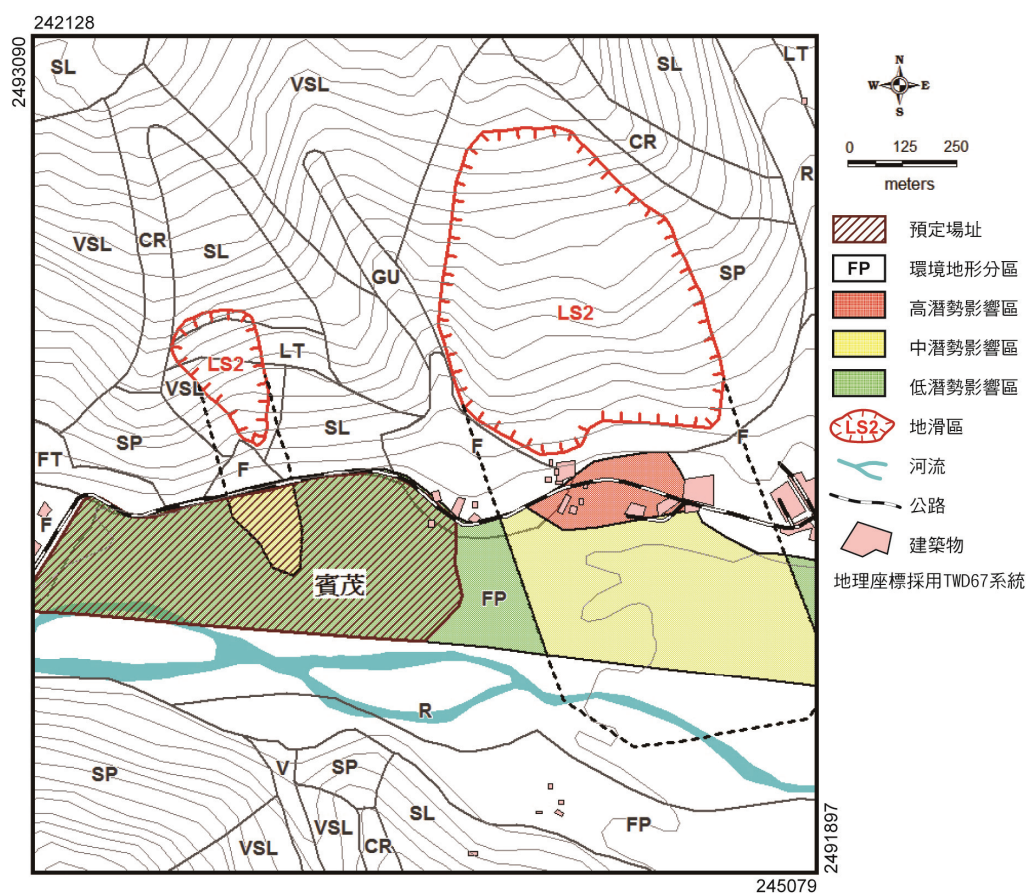 242128
2493090
SL
VSL
SL
LT
CR
R
VSL
CR
SL
GU
SP
LS2
LS2
LT
VSL
SP
SL
F
F
FT
F
賓茂
FP
R
SP
V
SP
SL
VSL
VSL
CR
FP
2491897
245079
N
W E
S
0 125 250
meters
預定場址
FP 環境地形分區
高潛勢影響區
中潛勢影響區
低潛勢影響區
LS2 地滑區
河流
公路
建築物
地理座標採用TWD67系統